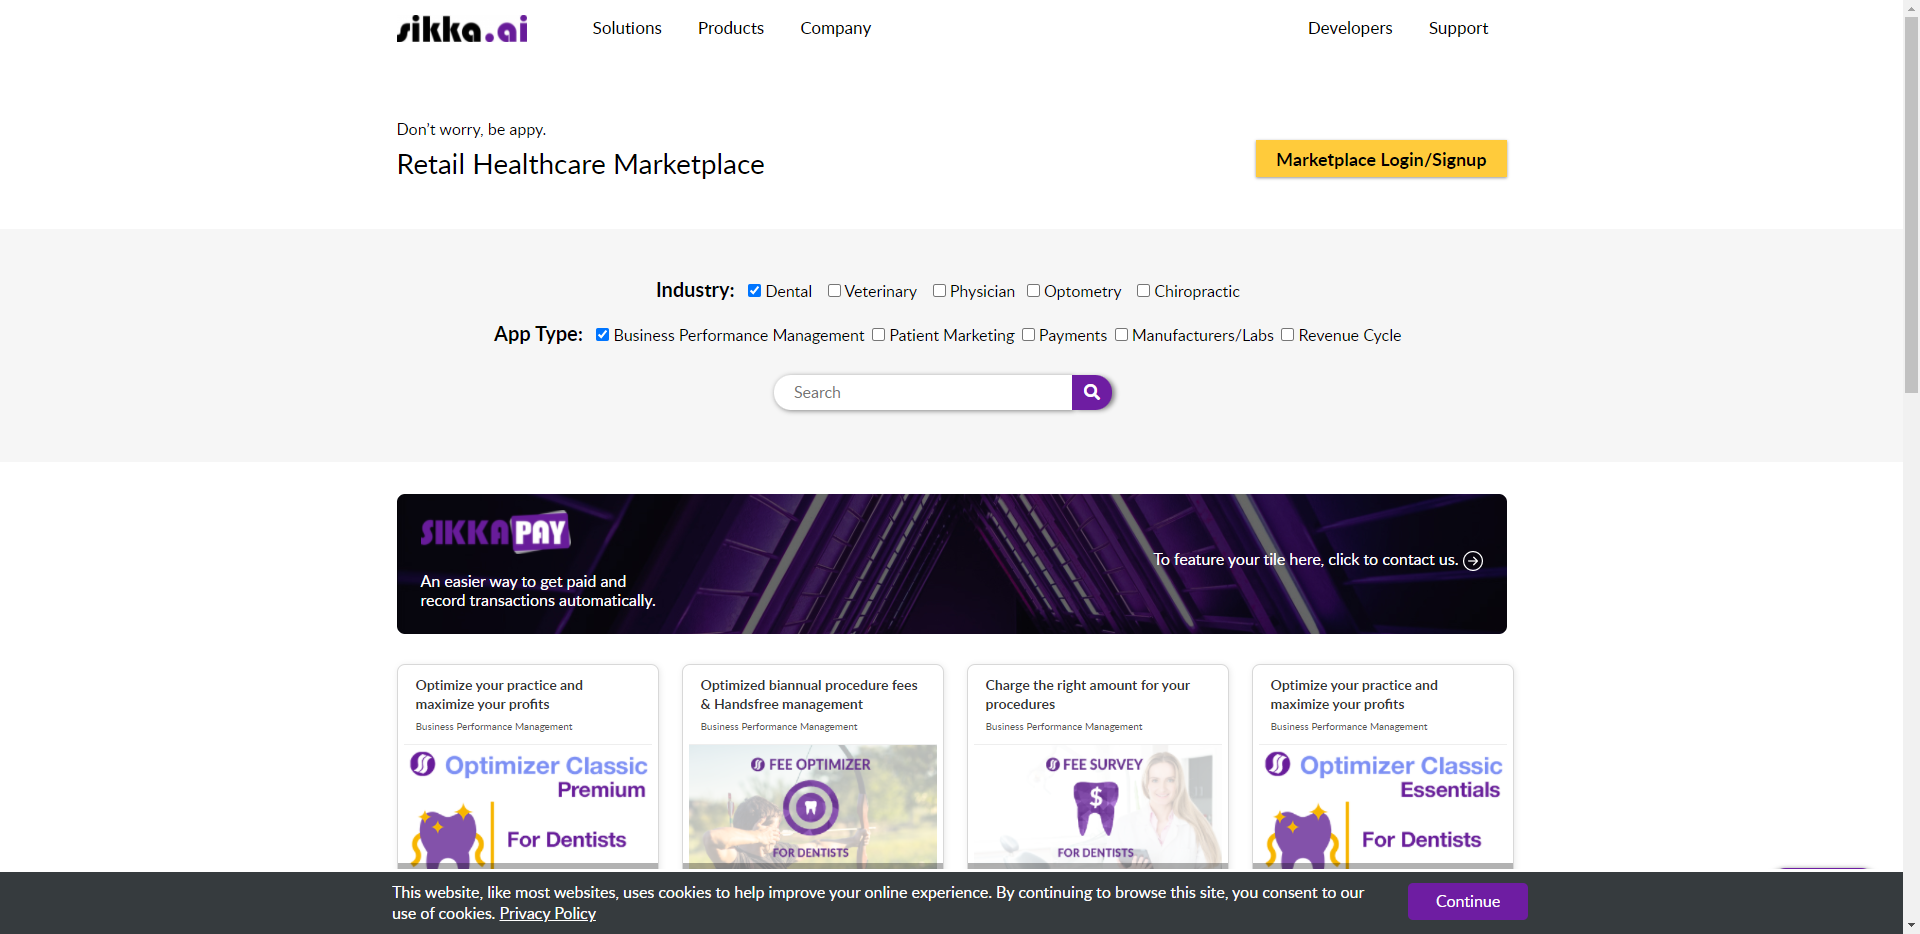 sikka.ai
Solutions
Products
Company
Developers
Support
Don't worry, be appy.
Retail Healthcare Marketplace
Marketplace Login/Signup
Industry:
Dental
Veterinary
Physician
Optometry
Chiropractic
App Type:
Business Performance Management
Patient Marketing
Payments
Manufacturers/Labs
Revenue Cycle
Search
SIKKAPAY
An easier way to get paid and
record transactions automatically.
To feature your tile here, click to contact us.
Optimize your practice and
maximize your profits
Business Performance Management
Optimizer Classic
Premium
For Dentists
Optimized biannual procedure fees
& Handsfree management
Business Performance Management
FEE OPTIMIZER
FOR DENTISTS
Charge the right amount for your
procedures
Business Performance Management
FEE SURVEY
$
FOR DENTISTS
Optimize your practice and
maximize your profits
Business Performance Management
Optimizer Classic
Essentials
For Dentists
This website, like most websites, uses cookies to help improve your online experience. By continuing to browse this site, you consent to our
use of cookies. Privacy Policy
Continue